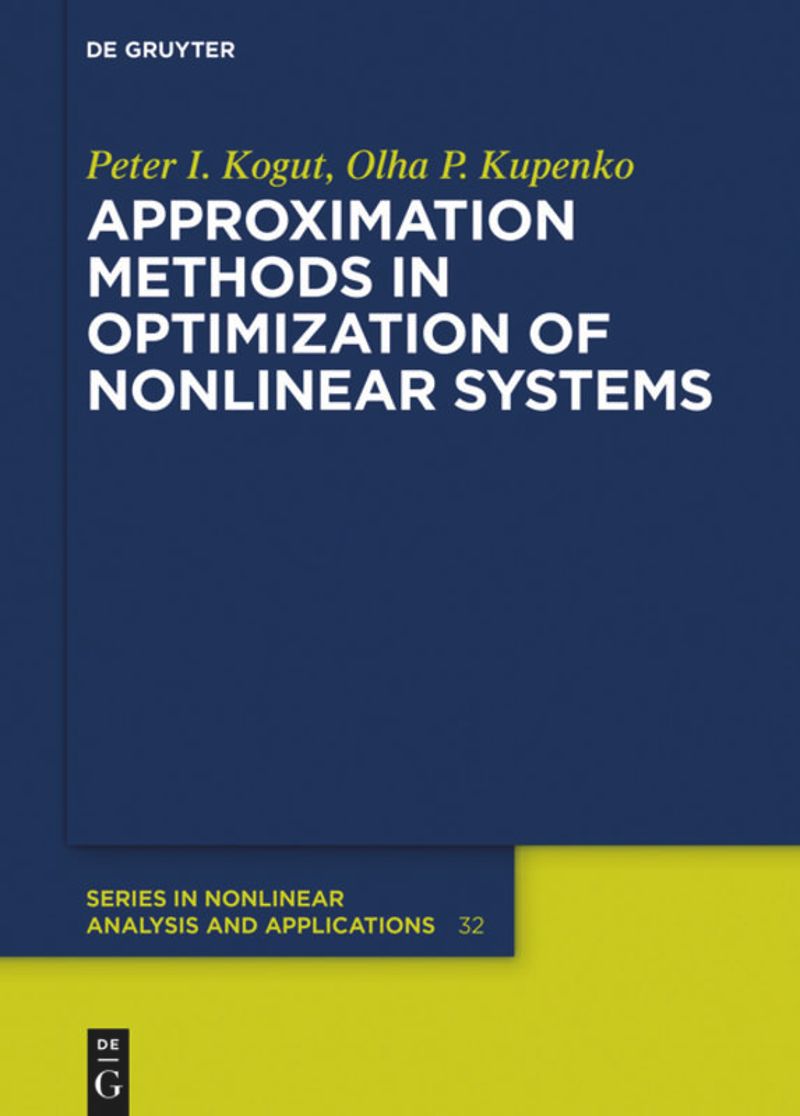 DE GRUYTER
Peter I. Kogut, Olha P. Kupenko
APPROXIMATION
METHODS IN
OPTIMIZATION OF
NONLINEAR SYSTEMS
SERIES IN NONLINEAR
ANALYSIS AND APPLICATIONS 32
DE
G